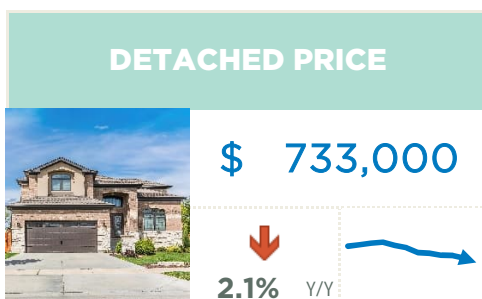 DETACHED PRICE
$ 733,000
2.1% Y/Y